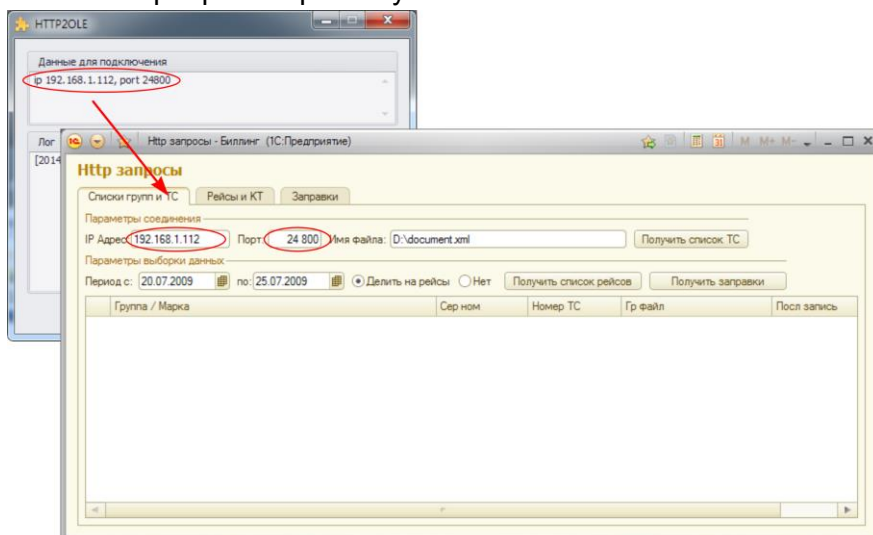 HTTP2OLE
Данные для подключения
ip 192.168.1.112, port 24800
Лог
[2014
Http запросы - Биллинг (1С:Предприятие)
M M+ M-
Http запросы
Списки групп и ТС Рейсы и КТ Заправки
Параметры соединения
IP Адрес: 192.168.1.112 Порт: 24 800 Имя файла: D:\document.xml Получить список ТС
Параметры выборки данных
Период с: 20.07.2009 по: 25.07.2009 Делить на рейсы Нет Получить список рейсов Получить заправки
Группа / Марка Сер ном Номер ТС Гр файл Посл запись